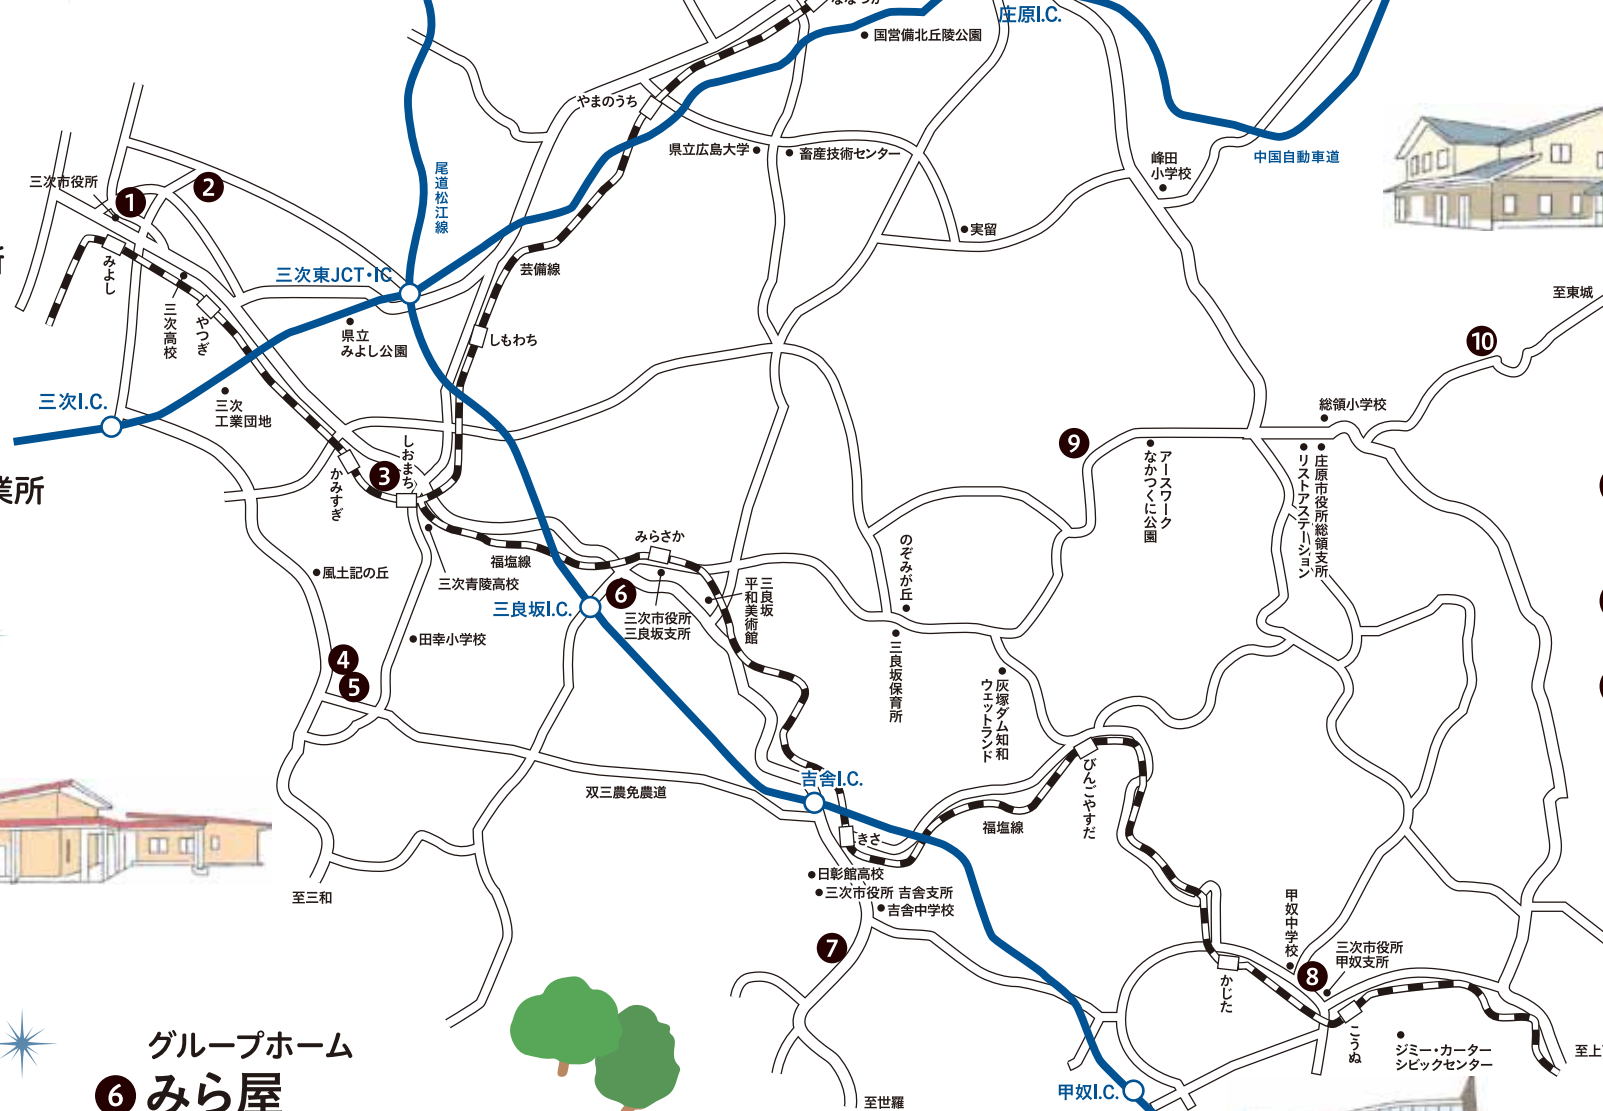 庄原I.C.
国営備北丘陵公園
やまのうち
県立広島大学
畜産技術センター
峰田
小学校
中国自動車道
三次市役所
1
2
尾道松江線
実留
みよし
三次東JCT・IC
芸備線
三次高校
やつぎ
県立
みよし公園
しもわち
至東城
10
三次I.C.
三次
工業団地
総領小学校
しおまち
9
3
かみすぎ
アースワーク
なかつくに公園
リストアステーション
庄原市役所総領支所
業所
みらさか
のぞみが丘
福塩線
風土記の丘
三次青陵高校
三良坂I.C.
6
三次市役所
三良坂支所
三良坂
平和美術館
田幸小学校
三良坂保育所
4
5
灰塚ダム知和
ウェットランド
吉舎I.C.
びんごやすだ
双三農免農道
福塩線
きさ
日彰館高校
三次市役所 吉舎支所
吉舎中学校
至三和
甲奴中学校
7
三次市役所
甲奴支所
8
かじた
こうぬ
ジミー・カーター
シビックセンター
至上
グループホーム
6 みら屋
甲奴I.C.
至世羅